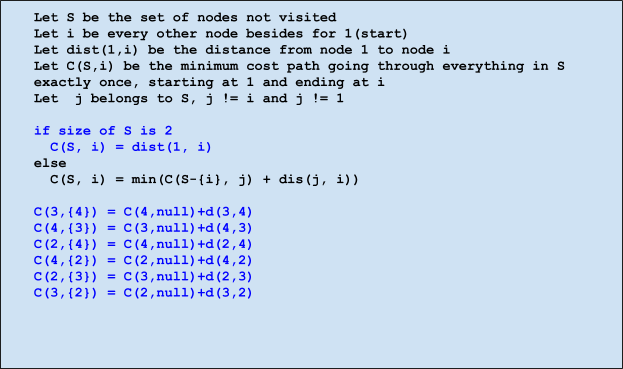 Let S be the set of nodes not visited
Let i be every other node besides for 1(start)
Let dist(1,i) be the distance from node 1 to node i
Let C(S,i) be the minimum cost path going through everything in S
exactly once, starting at 1 and ending at i
Let  j belongs to S, j != i and j != 1
if size of S is 2
  C(S, i) = dist(1, i)
else
  C(S, i) = min(C(S-{i}, j) + dis(j, i))
C(3,{4}) = C(4,null)+d(3,4)
C(4,{3}) = C(3,null)+d(4,3)
C(2,{4}) = C(4,null)+d(2,4)
C(4,{2}) = C(2,null)+d(4,2)
C(2,{3}) = C(3,null)+d(2,3)
C(3,{2}) = C(2,null)+d(3,2)